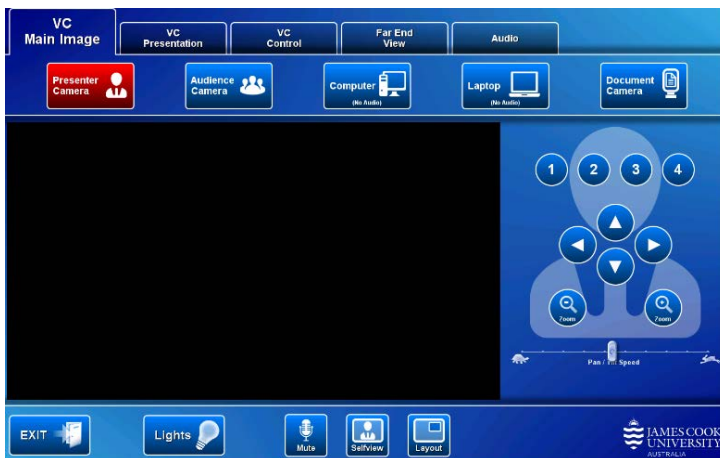 VC
Main Image
VC
Presentation
VC
Control
Far End
View
Audio
Presenter
Camera
Audience
Camera
Computer
(No Audio)
Laptop
(No Audio)
Document
Camera
1 2 3 4
Zoom Zoom
Pan / Speed
EXIT
Lights
Mute
Selfview
Layout
JAMES COOK
UNIVERSITY
AUSTRALIA